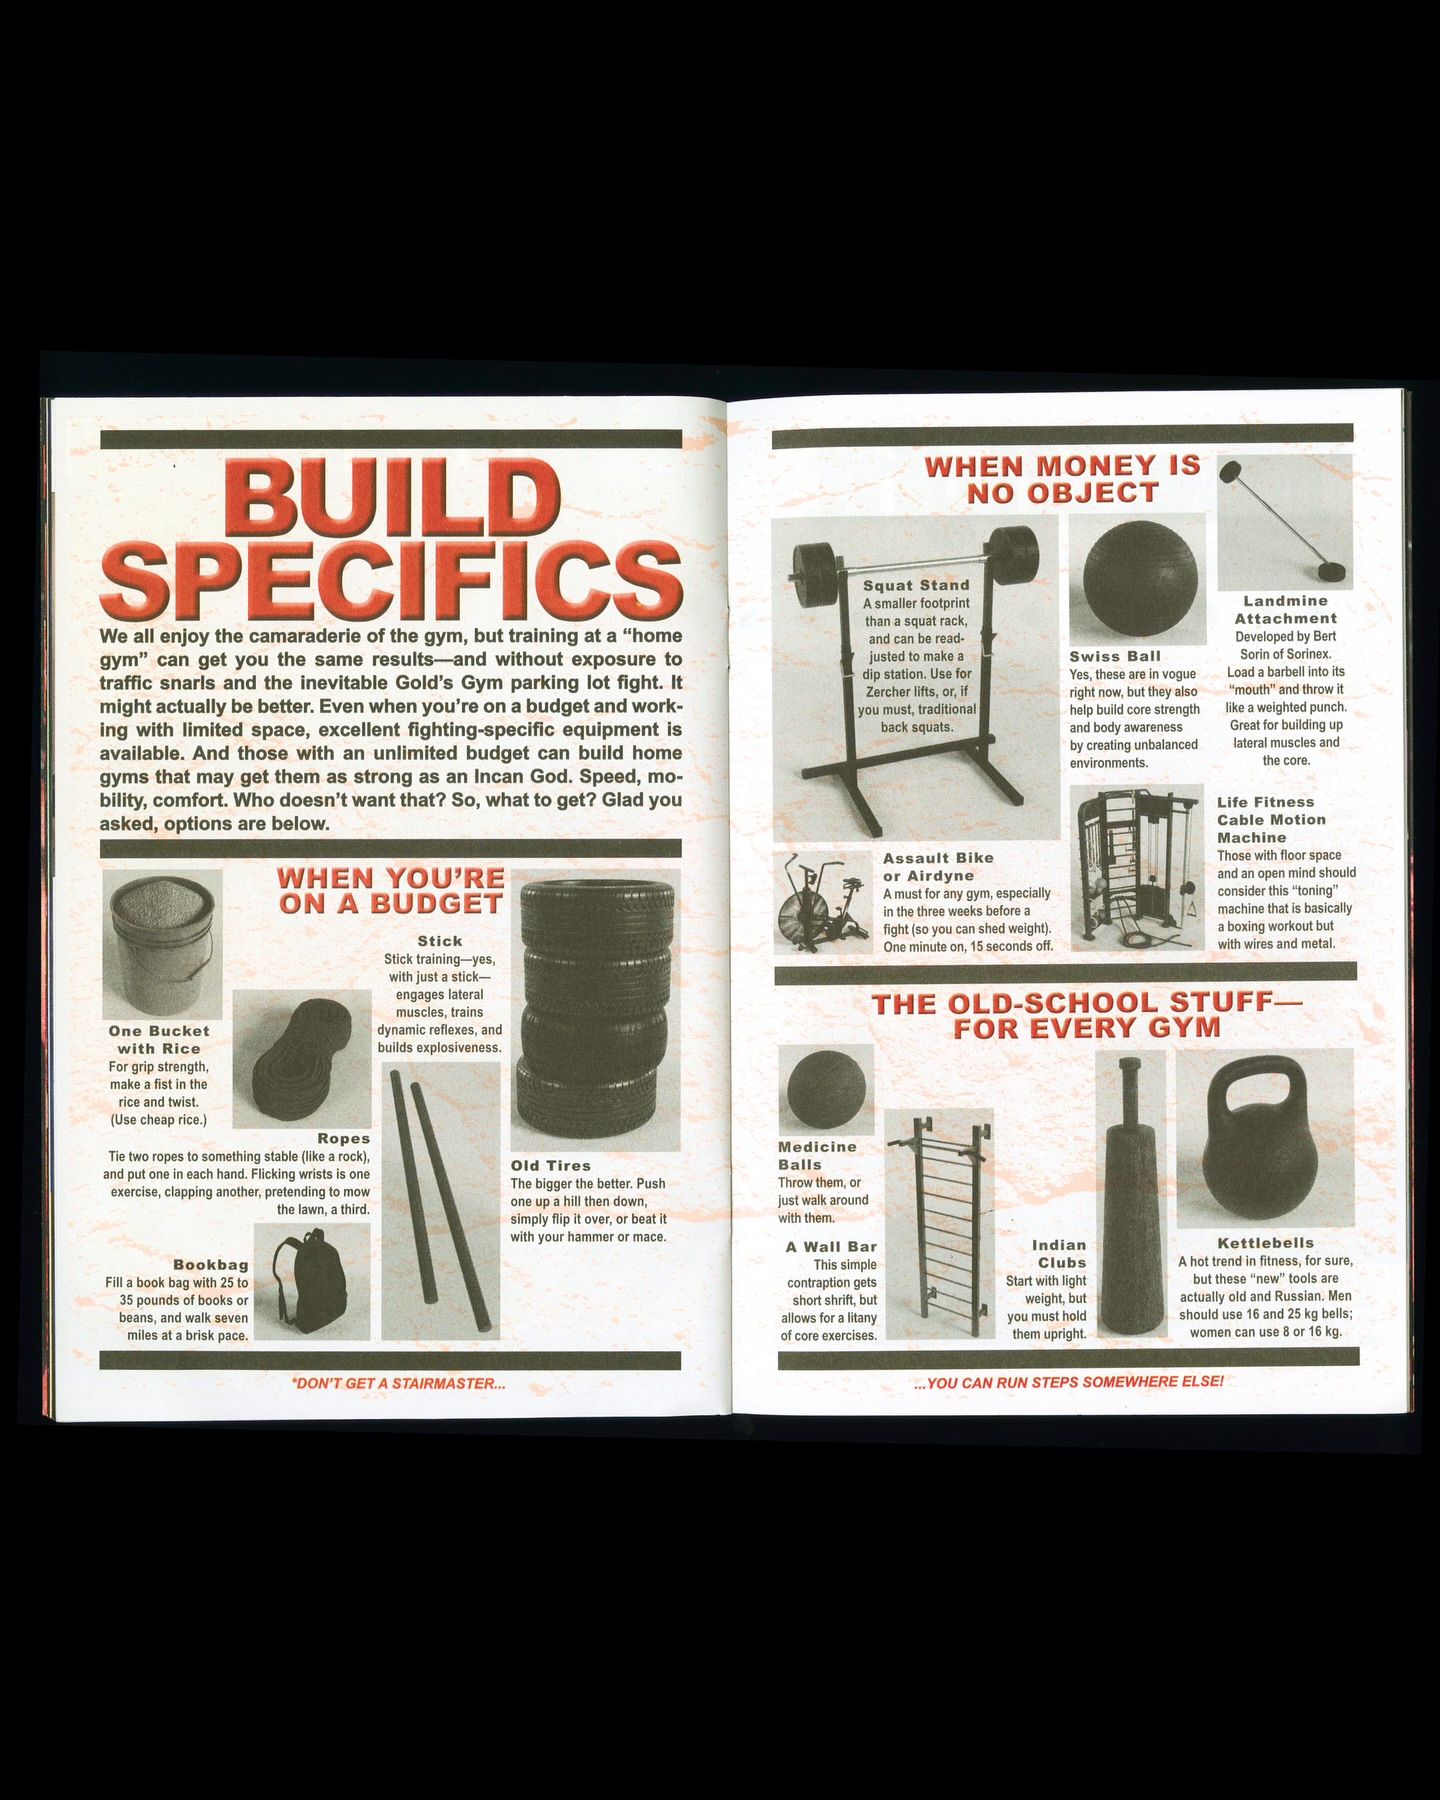 BUILD
SPECIFICS
We all enjoy the camaraderie of the gym, but training at a “home
gym” can get you the same results—and without exposure to
traffic snarls and the inevitable Gold’s Gym parking lot fight. It
might actually be better. Even when you’re on a budget and work-
ing with limited space, excellent fighting-specific equipment is
available. And those with an unlimited budget can build home
gyms that may get them as strong as an Incan God. Speed, mo-
bility, comfort. Who doesn’t want that? So, what to get? Glad you
asked, options are below.
WHEN YOU’RE
ON A BUDGET
One Bucket
with Rice
For grip strength,
make a fist in the
rice and twist.
(Use cheap rice.)
Stick
Stick training—yes,
with just a stick—
engages lateral
muscles, trains
dynamic reflexes, and
builds explosiveness.
Ropes
Tie two ropes to something stable (like a rock),
and put one in each hand. Flicking wrists is one
exercise, clapping another, pretending to mow
the lawn, a third.
Old Tires
The bigger the better. Push
one up a hill then down,
simply flip it over, or beat it
with your hammer or mace.
Bookbag
Fill a book bag with 25 to
35 pounds of books or
beans, and walk seven
miles at a brisk pace.
*DON’T GET A STAIRMASTER...
WHEN MONEY IS
NO OBJECT
Squat Stand
A smaller footprint
than a squat rack,
and can be read-
justed to make a
dip station. Use for
Zercher lifts, or, if
you must, traditional
back squats.
Swiss Ball
Yes, these are in vogue
right now, but they also
help build core strength
and body awareness
by creating unbalanced
environments.
Landmine
Attachment
Developed by Bert
Sorin of Sorinex.
Load a barbell into its
“mouth” and throw it
like a weighted punch.
Great for building up
lateral muscles and
the core.
Assault Bike
or Airdyne
A must for any gym, especially
in the three weeks before a
fight (so you can shed weight).
One minute on, 15 seconds off.
Life Fitness
Cable Motion
Machine
Those with floor space
and an open mind should
consider this “toning”
machine that is basically
a boxing workout but
with wires and metal.
THE OLD-SCHOOL STUFF—
FOR EVERY GYM
Medicine
Balls
Throw them, or
just walk around
with them.
A Wall Bar
This simple
contraption gets
short shrift, but
allows for a litany
of core exercises.
Indian
Clubs
Start with light
weight, but
you must hold
them upright.
Kettlebells
A hot trend in fitness, for sure,
but these “new” tools are
actually old and Russian. Men
should use 16 and 25 kg bells;
women can use 8 or 16 kg.
...YOU CAN RUN STEPS SOMEWHERE ELSE!